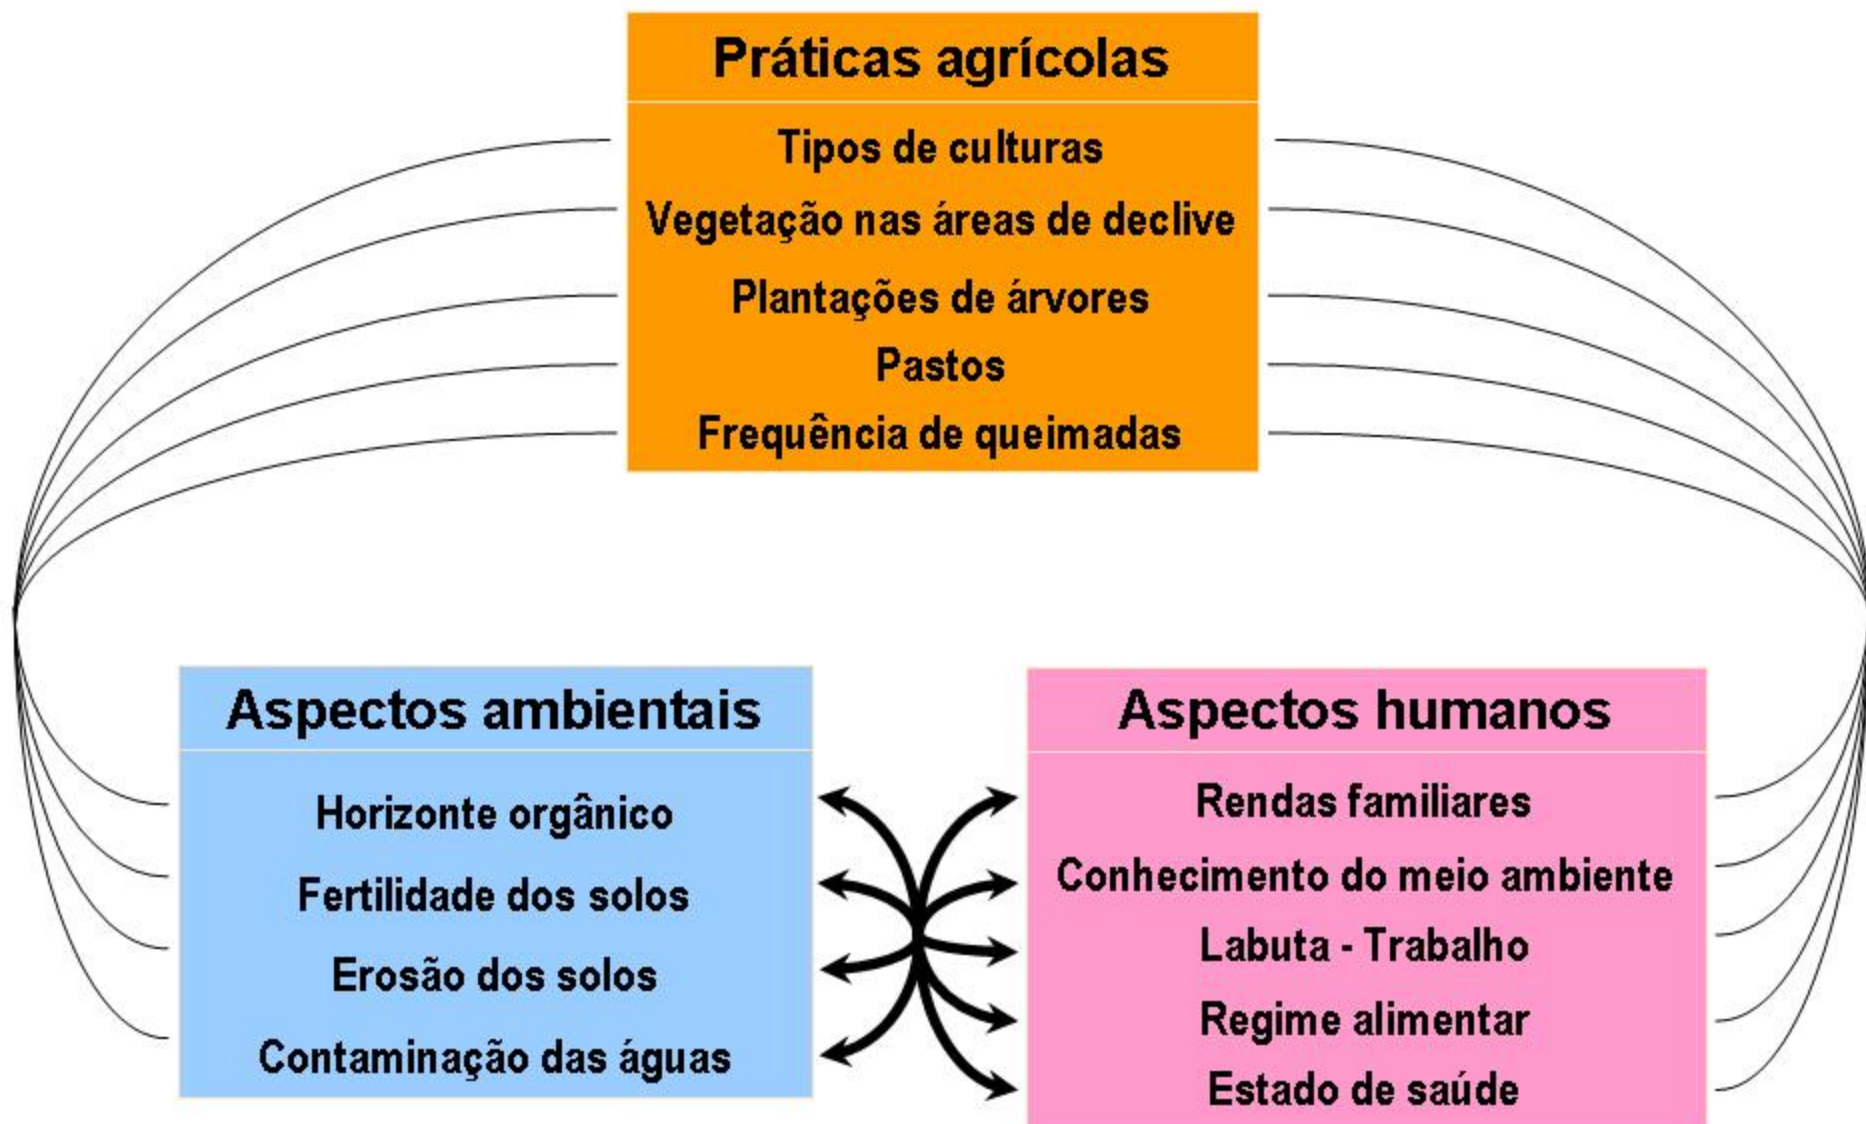 Práticas agrícolas
Tipos de culturas
Vegetação nas áreas de declive
Plantações de árvores
Pastos
Frequência de queimadas
Aspectos ambientais
Horizonte orgânico
Fertilidade dos solos
Erosão dos solos
Contaminação das águas
Aspectos humanos
Rendas familiares
Conhecimento do meio ambiente
Labuta - Trabalho
Regime alimentar
Estado de saúde